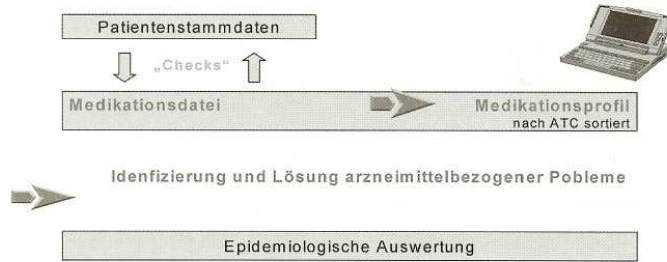 Patientenstammdaten
„Checks“
Medikationsdatei
Medikationsprofil
nach ATC sortiert
Idenfizierung und Lösung arzneimittelbezogener Pobleme
Epidemiologische Auswertung